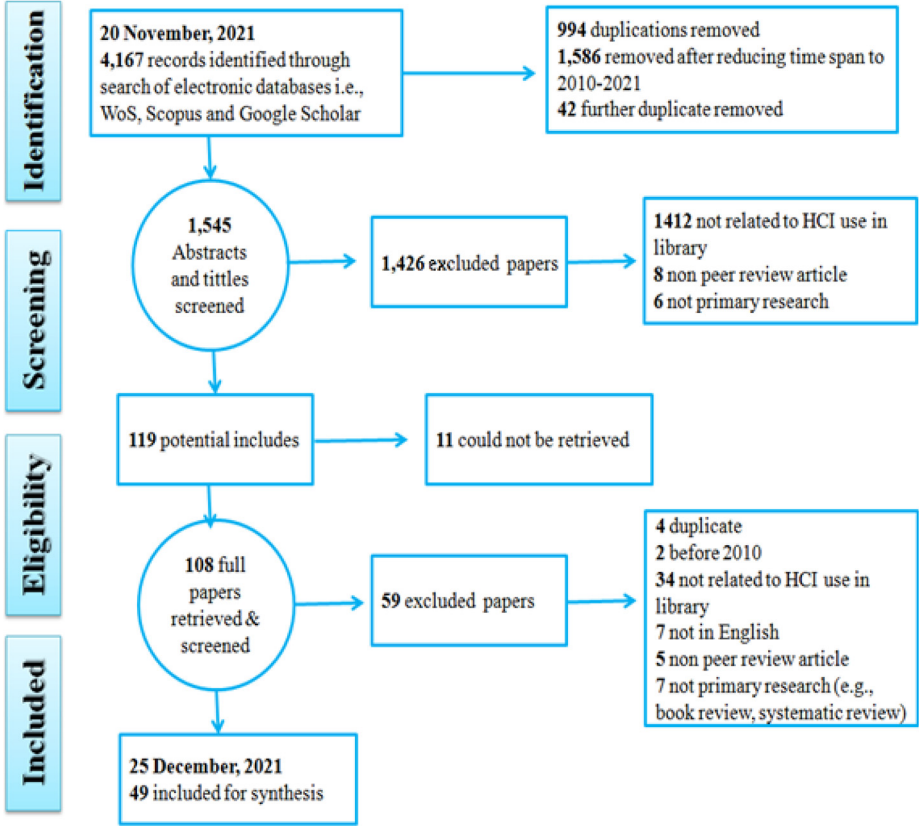 Identification
20 November, 2021
4,167 records identified through
search of electronic databases i.e.,
WoS, Scopus and Google Scholar
994 duplications removed
1,586 removed after reducing time span to
2010-2021
42 further duplicate removed
Screening
1,545
Abstracts
and tittles
screened
1,426 excluded papers
1412 not related to HCI use in
library
8 non peer review article
6 not primary research
Eligibility
119 potential includes
11 could not be retrieved
108 full
papers
retrieved &
screened
59 excluded papers
4 duplicate
2 before 2010
34 not related to HCI use in
library
7 not in English
5 non peer review article
7 not primary research (e.g.,
book review, systematic review)
Included
25 December, 2021
49 included for synthesis